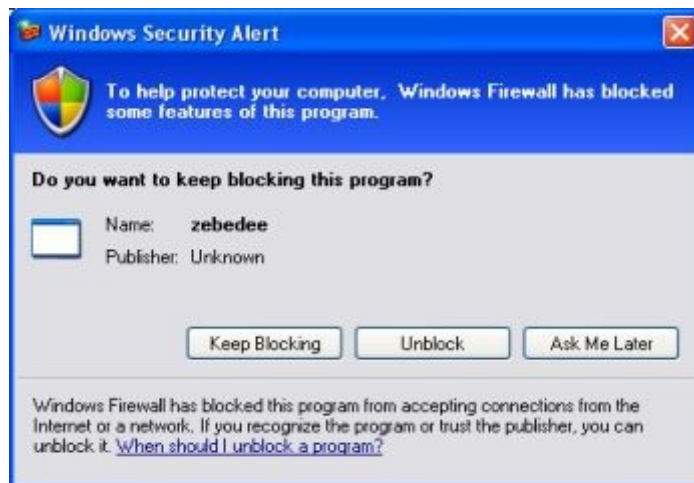 Windows Security Alert
To help protect your computer, Windows Firewall has blocked
some features of this program.
Do you want to keep blocking this program?
Name: zebedee
Publisher: Unknown
Keep Blocking Unblock Ask Me Later
Windows Firewall has blocked this program from accepting connections from the
Internet or a network. If you recognize the program or trust the publisher, you can
unblock it. When should I unblock a program?